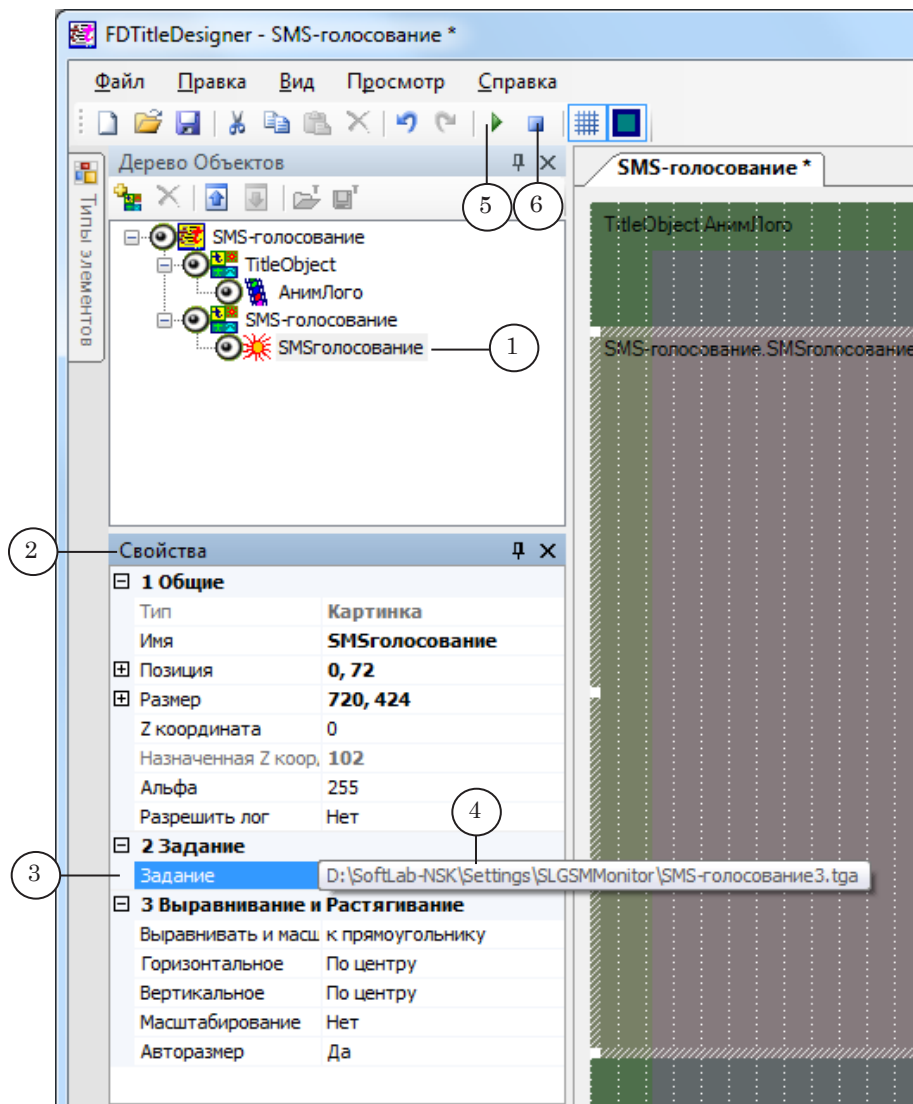 FDTitleDesigner - SMS-голосование *
Файл Правка Вид Просмотр Справка
Дерево Объектов
SMS-голосование *
Типы элементов
5
6
TitleObject.АнимЛого
SMS-голосование
TitleObject
АнимЛого
SMS-голосование
SMSголосование
1
SMS-голосование.SMSголосование
2
Свойства
1 Общие
Тип Картинка
Имя SMSголосование
Позиция 0, 72
Размер 720, 424
Z координата 0
Назначенная Z коор, 102
Альфа 255
4
Разрешить лог Нет
2 Задание
3
Задание D:\SoftLab-NSK\Settings\SLGSMMonitor\SMS-голосование3.tga
3 Выравнивание и Растягивание
Выравнивать и масш к прямоугольнику
Горизонтальное По центру
Вертикальное По центру
Масштабирование Нет
Авторазмер Да